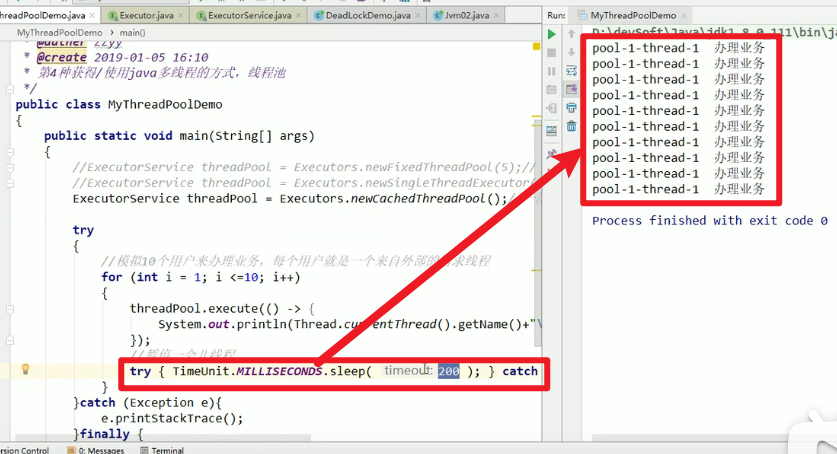 hreadPoolDemo.java × Executor.java × ExecutorService.java × DeadLockDemo.java × Jvm02.java ×
Run: MyThreadPoolDemo ×
MyThreadPoolDemo main()
* @auther zzyy
* @create 2019-01-05 16:10
* 第4种获得/使用java多线程的方式，线程池
*/
public class MyThreadPoolDemo
{
public static void main(String[] args)
{
//ExecutorService threadPool = Executors.newFixedThreadPool(5);//
//ExecutorService threadPool = Executors.newSingleThreadExecutor(
ExecutorService threadPool = Executors.newCachedThreadPool();//
try
{
//模拟10个用户来办理业务，每个用户就是一个来自外部的请求线程
for (int i = 1; i <=10; i++)
{
threadPool.execute(() -> {
System.out.println(Thread.currentThread().getName()+"\
});
//暂停一会儿线程
try { TimeUnit.MILLISECONDS.sleep( timeout: 200 ); } catch
}
}catch (Exception e){
e.printStackTrace();
}finally {
D:\devSoft\Java\jdk1.8.0_111\bin\ja
pool-1-thread-1 办理业务
pool-1-thread-1 办理业务
pool-1-thread-1 办理业务
pool-1-thread-1 办理业务
pool-1-thread-1 办理业务
pool-1-thread-1 办理业务
pool-1-thread-1 办理业务
pool-1-thread-1 办理业务
pool-1-thread-1 办理业务
pool-1-thread-1 办理业务
Process finished with exit code 0
ersion Control 0: Messages Terminal